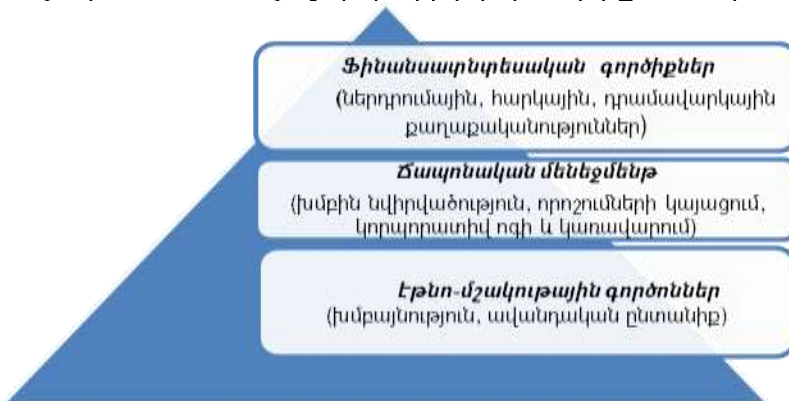 Ֆինանսատնտեսական գործիքներ
(ներդրումային, հարկային, դրամավարկային
քաղաքականություններ)
Ճապոնական մենեջմենթ
(խմբին նվիրվածություն, որոշումների կայացում,
կորպորատիվ ոգի և կառավարում)
Էթնո-մշակութային գործոններ
(խմբայնություն, ավանդական ընտանիք)